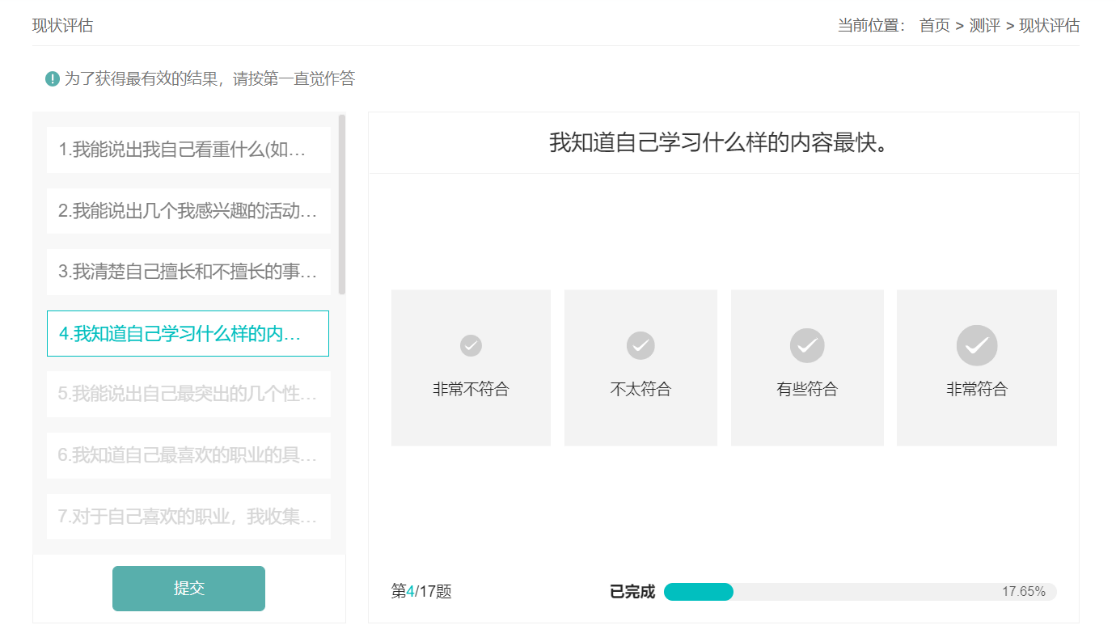 现状评估
当前位置： 首页 > 测评 > 现状评估
为了获得最有效的结果，请按第一直觉作答
1.我能说出我自己看重什么(如...
2.我能说出几个我感兴趣的活动...
3.我清楚自己擅长和不擅长的事...
4.我知道自己学习什么样的内...
5.我能说出自己最突出的几个性...
6.我知道自己最喜欢的职业的具...
7.对于自己喜欢的职业，我收集...
提交
我知道自己学习什么样的内容最快。
非常不符合
不太符合
有些符合
非常符合
第4/17题
已完成
17.65%